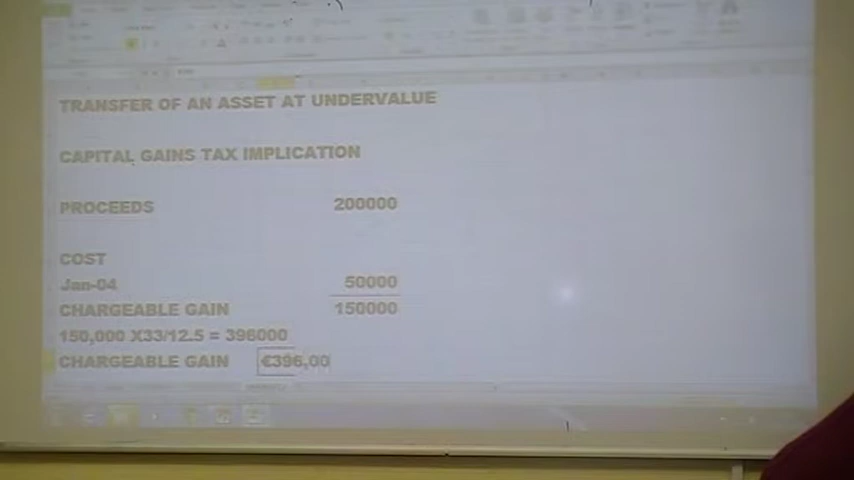 TRANSFER OF AN ASSET AT UNDERVALUE
CAPITAL GAINS TAX IMPLICATION
PROCEEDS 200000
COST
Jan-04 50000
CHARGEABLE GAIN 150000
150,000 X33/12.5 = 396000
CHARGEABLE GAIN €396,00